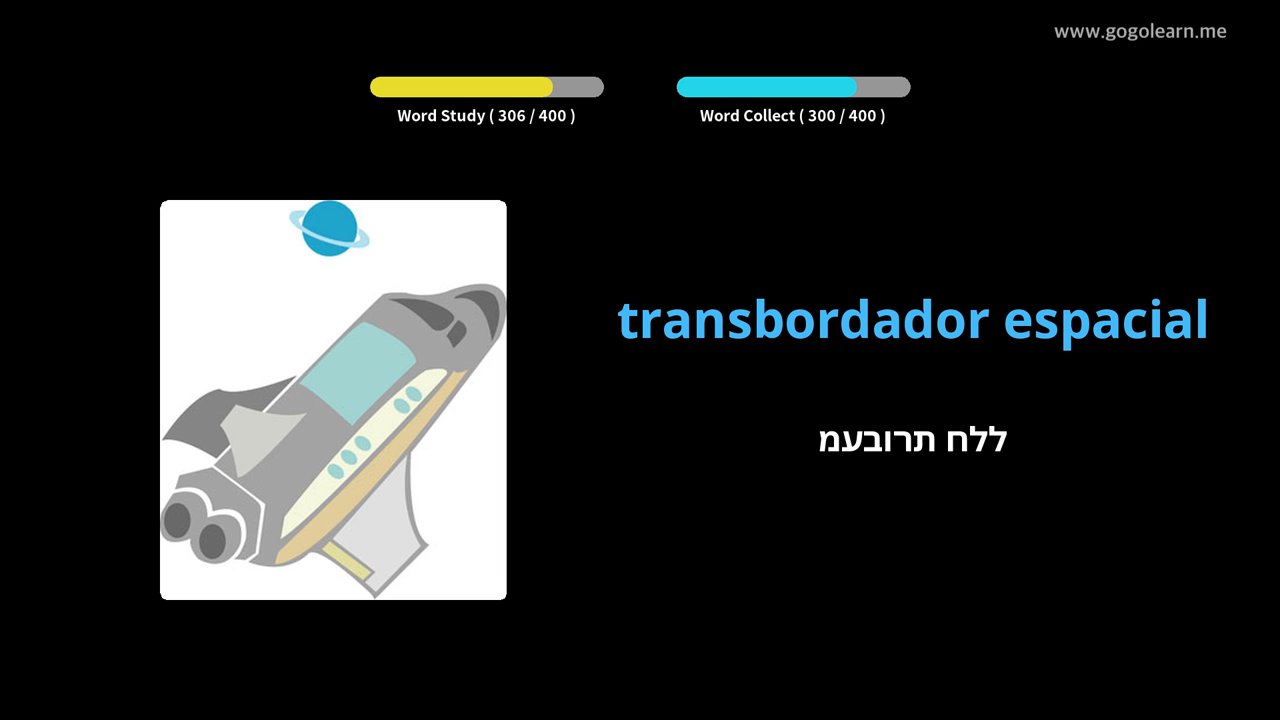 www.gogolearn.me
Word Study ( 306 / 400 )
Word Collect ( 300 / 400 )
transbordador espacial
ללח תרובעמ